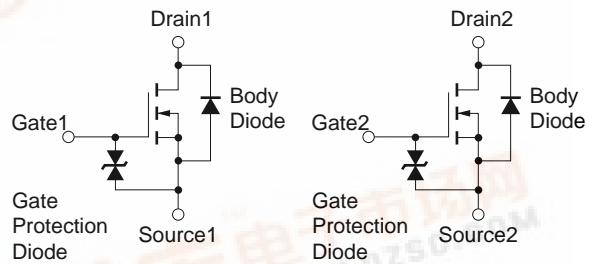 Drain1
Body
Diode
Gate1
Gate
Protection
Diode
Source1
Drain2
Body
Diode
Gate2
Gate
Protection
Diode
Source2